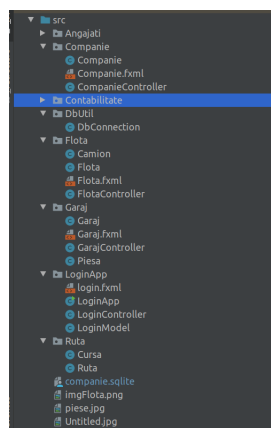 src
Angajati
Companie
Companie
Companie.fxml
CompanieController
Contabilitate
DbUtil
DbConnection
Flota
Camion
Flota
Flota.fxml
FlotaController
Garaj
Garaj
Garaj.fxml
GarajController
Piesa
LoginApp
login.fxml
LoginApp
LoginController
LoginModel
Ruta
Cursa
Ruta
companie.sqlite
imgFlota.png
piese.jpg
Untitled.jpg